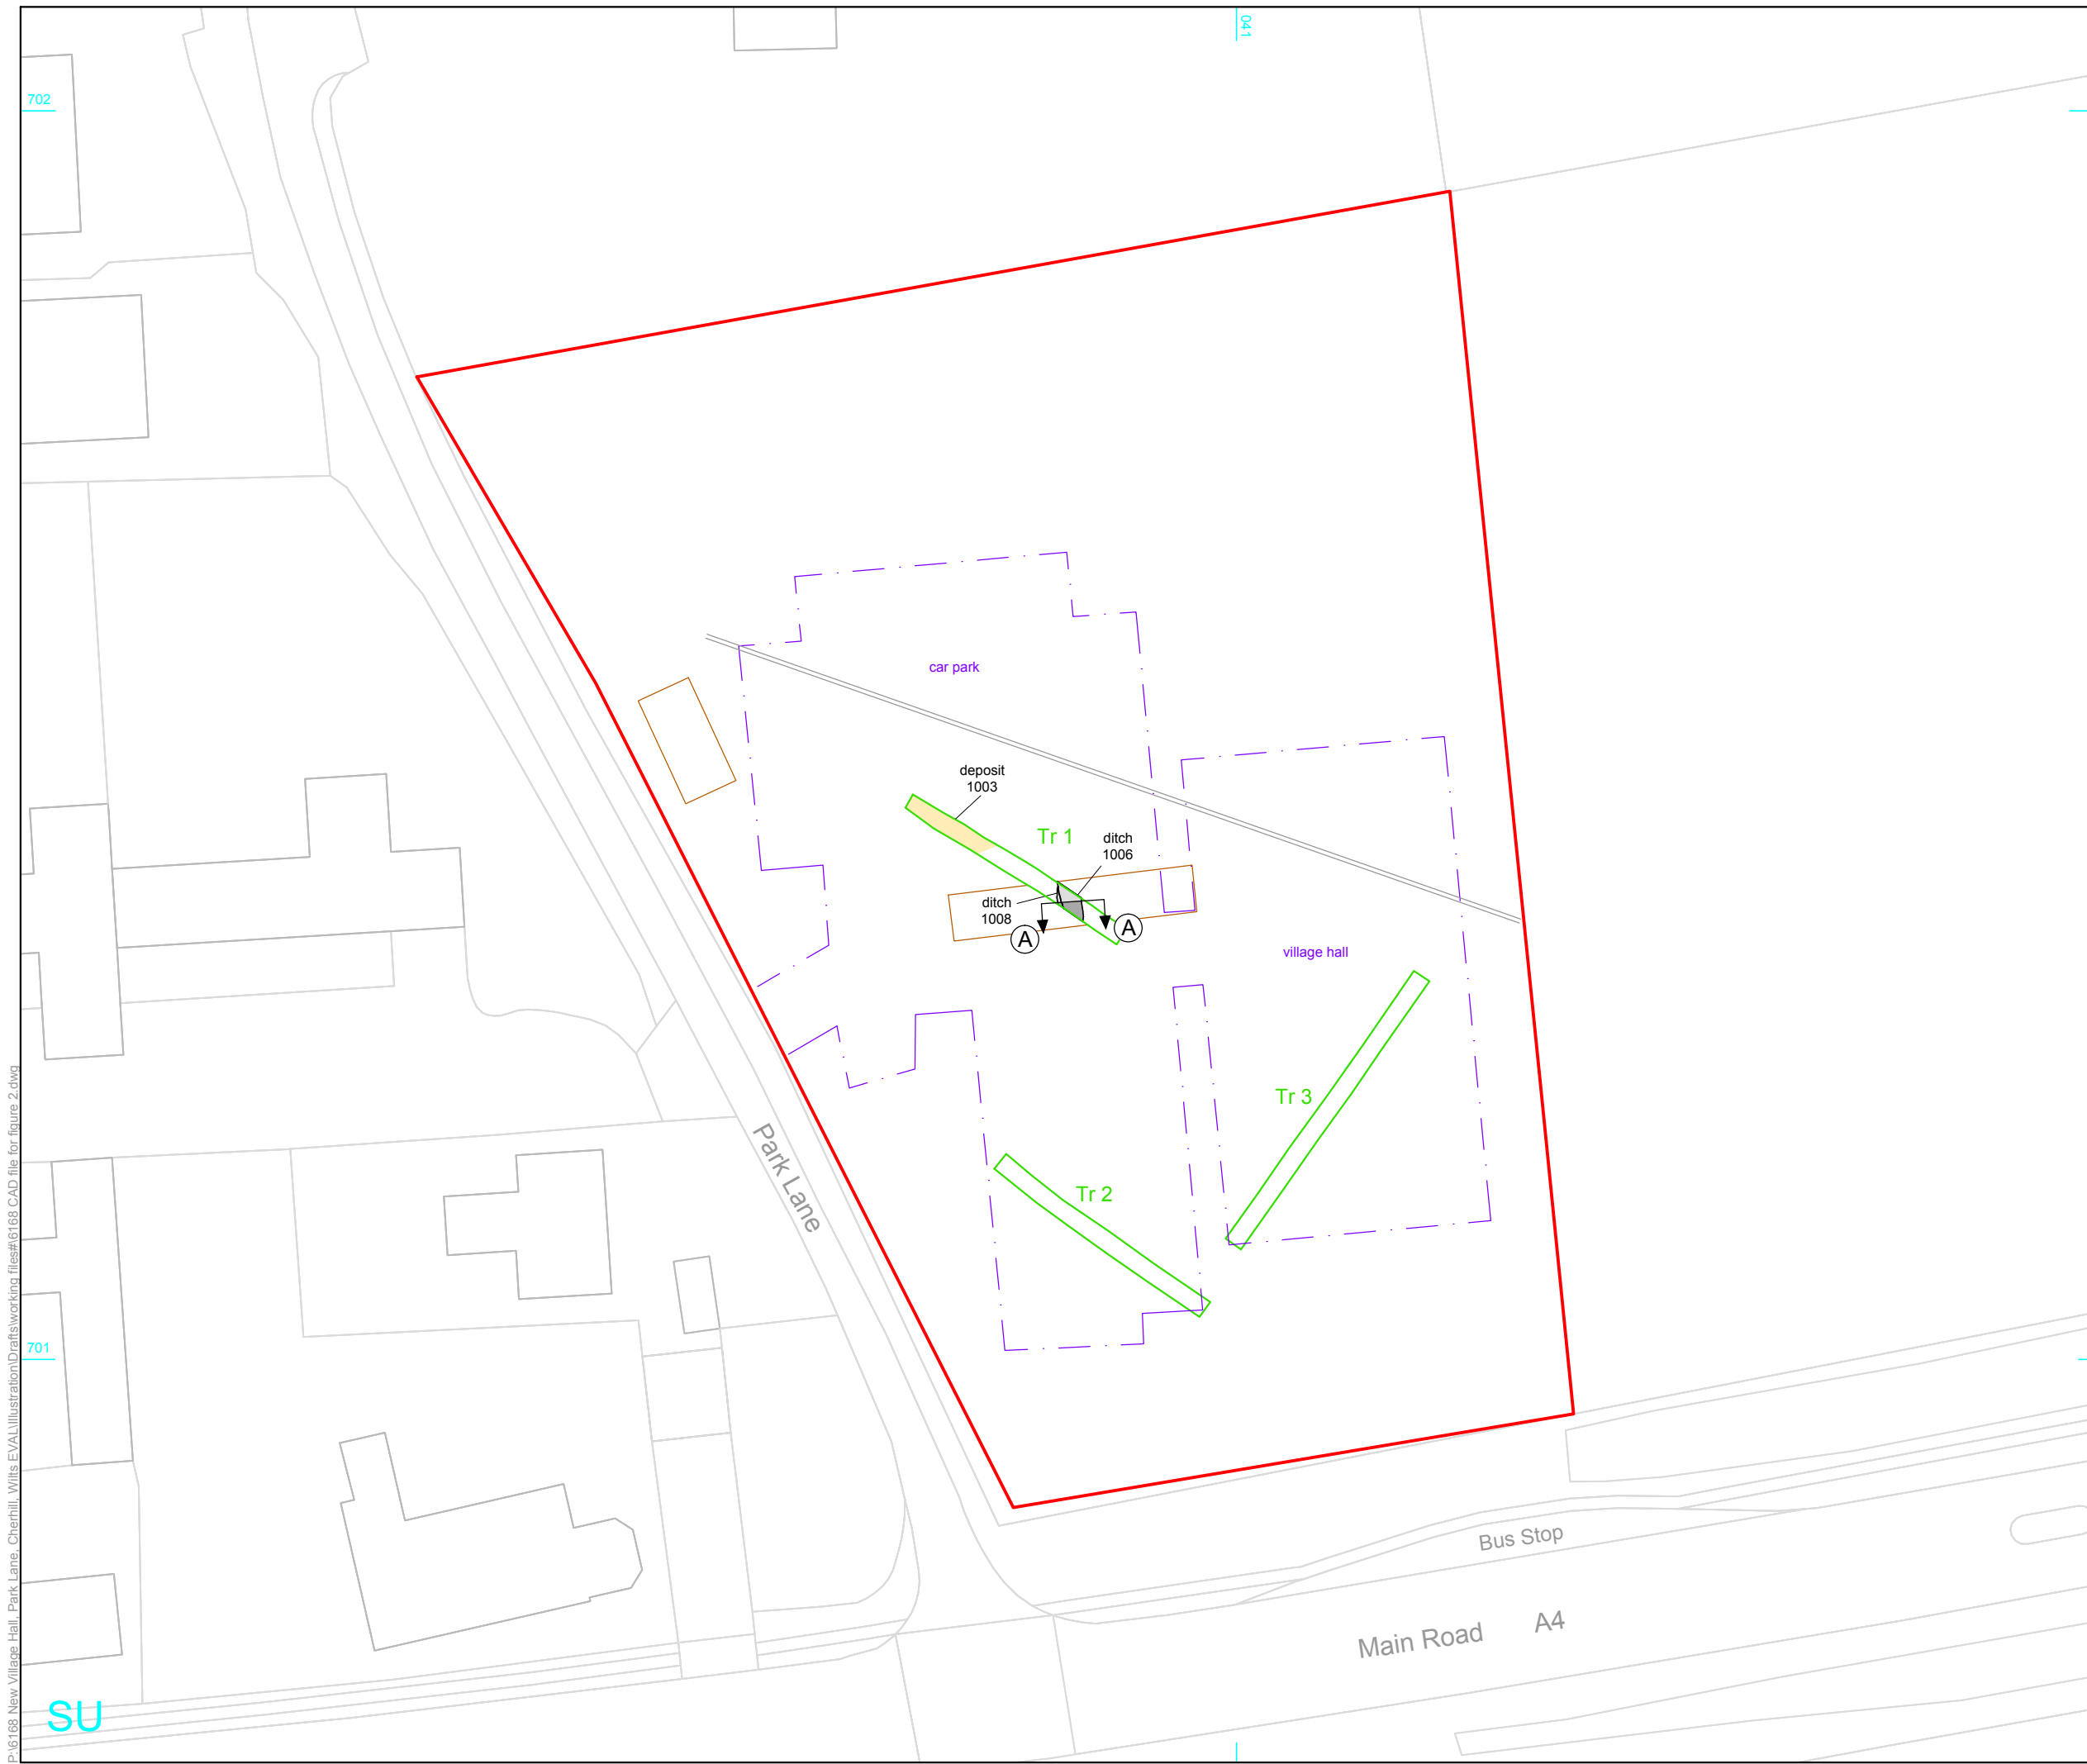 041
702
car park
deposit
1003
Tr 1
ditch
1006
ditch
1008
A
A
village hall
Tr 3
Tr 2
Park Lane
701
Bus Stop
Main Road A4
SU
P:\6168 New Village Hall, Park Lane, Cherhill, Wilts EVAL\Illustration\Drafts\working files#\6168 CAD file for figure 2.dwg